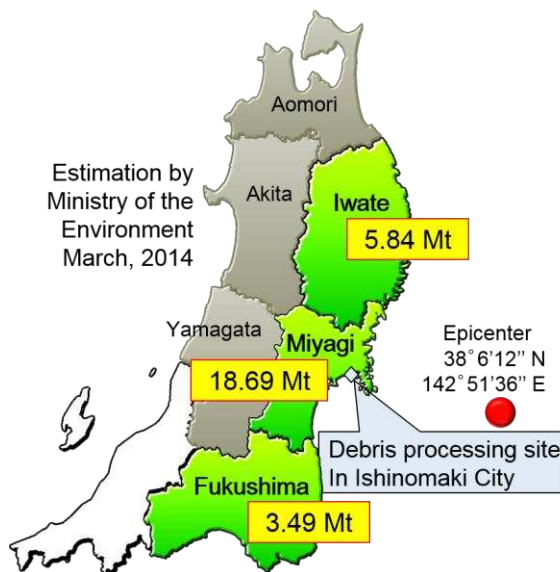 Aomori
Estimation by
Ministry of the
Environment
March, 2014
Akita
Iwate
5.84 Mt
Yamagata
Miyagi
18.69 Mt
Epicenter
38°6'12'' N
142°51'36'' E
Debris processing site
In Ishinomaki City
Fukushima
3.49 Mt